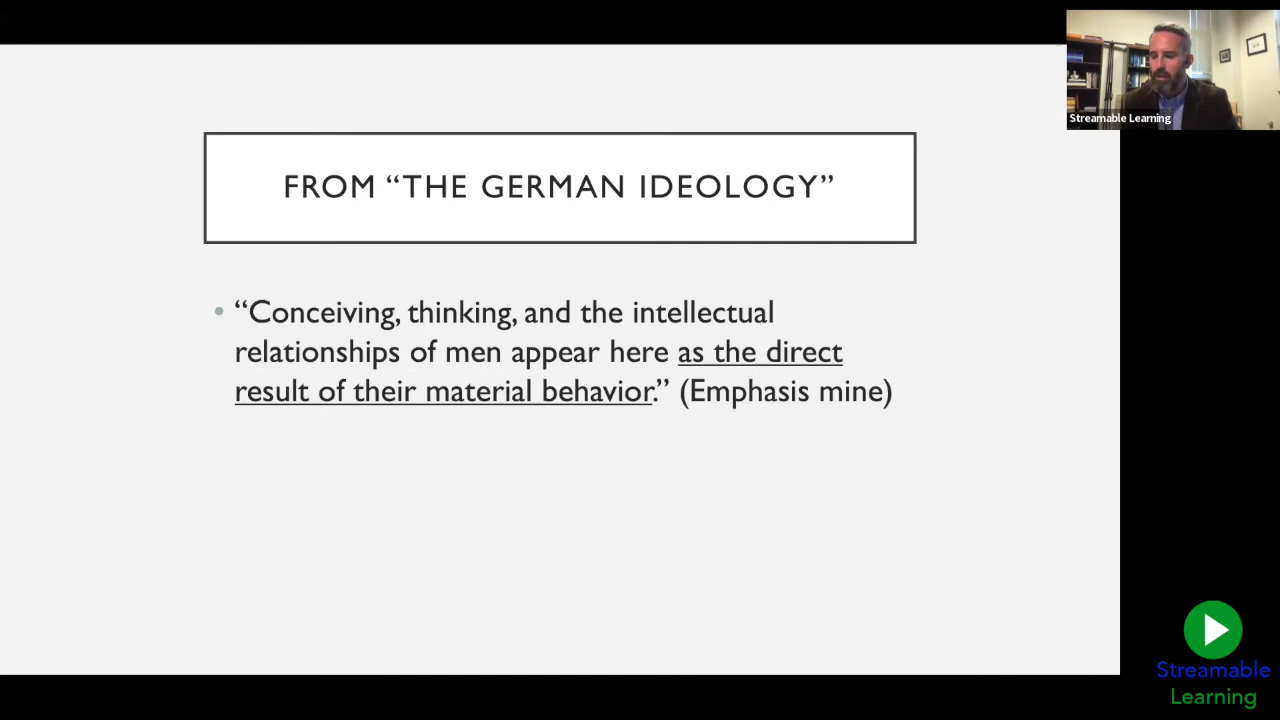 Streamable Learning
FROM “THE GERMAN IDEOLOGY”
• “Conceiving, thinking, and the intellectual
relationships of men appear here as the direct
result of their material behavior.” (Emphasis mine)
Streamable
Learning